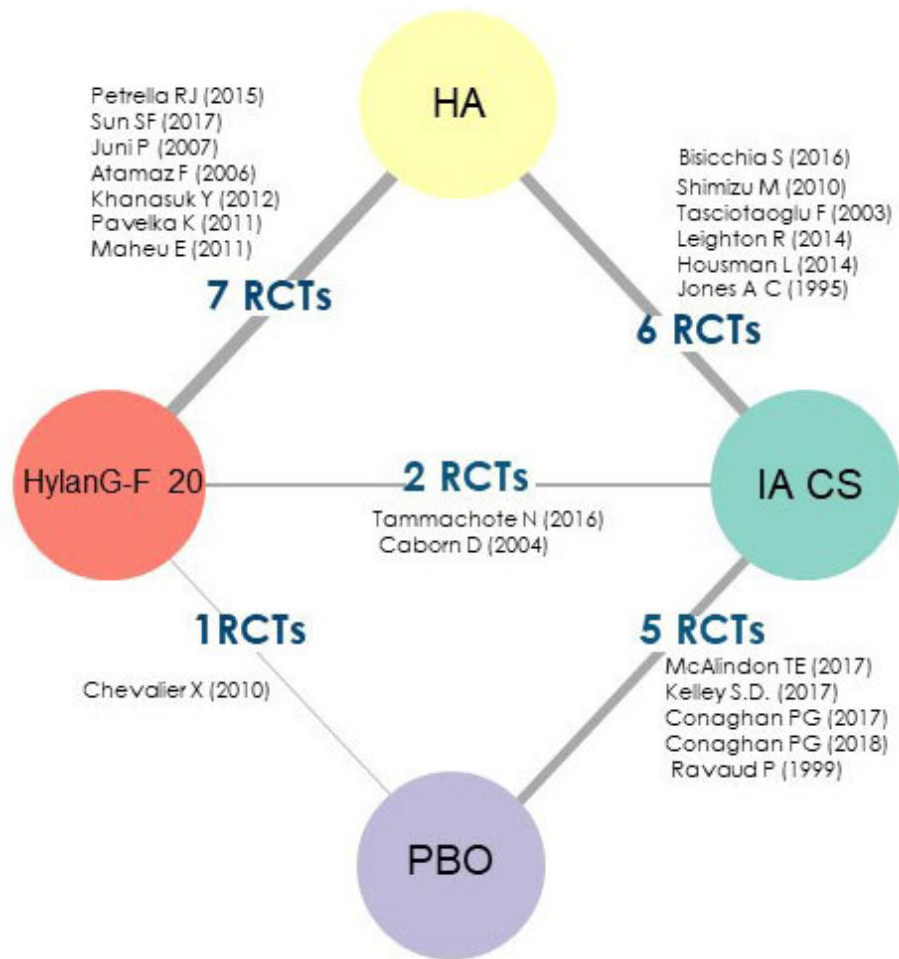 HA
Petrella RJ (2015)
Sun SF (2017)
Juni P (2007)
Atamaz F (2006)
Khanasuk Y (2012)
Pavelka K (2011)
Maheu E (2011)
7 RCTs
Bisicchia S (2016)
Shimizu M (2010)
Tasciotaoglu F (2003)
Leighton R (2014)
Housman L (2014)
Jones A C (1995)
6 RCTs
HylanG-F 20
2 RCTs
Tammachote N (2016)
Caborn D (2004)
IA CS
1RCTs
Chevalier X (2010)
5 RCTs
McAlindon TE (2017)
Kelley S.D. (2017)
Conaghan PG (2017)
Conaghan PG (2018)
Ravaud P (1999)
PBO